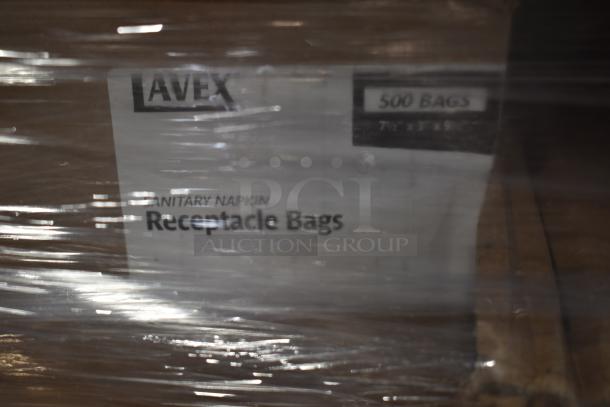 LAVEX
500 BAGS
SANITARY NAPKIN
Receptacle Bags
PCI
AUCTION GROUP